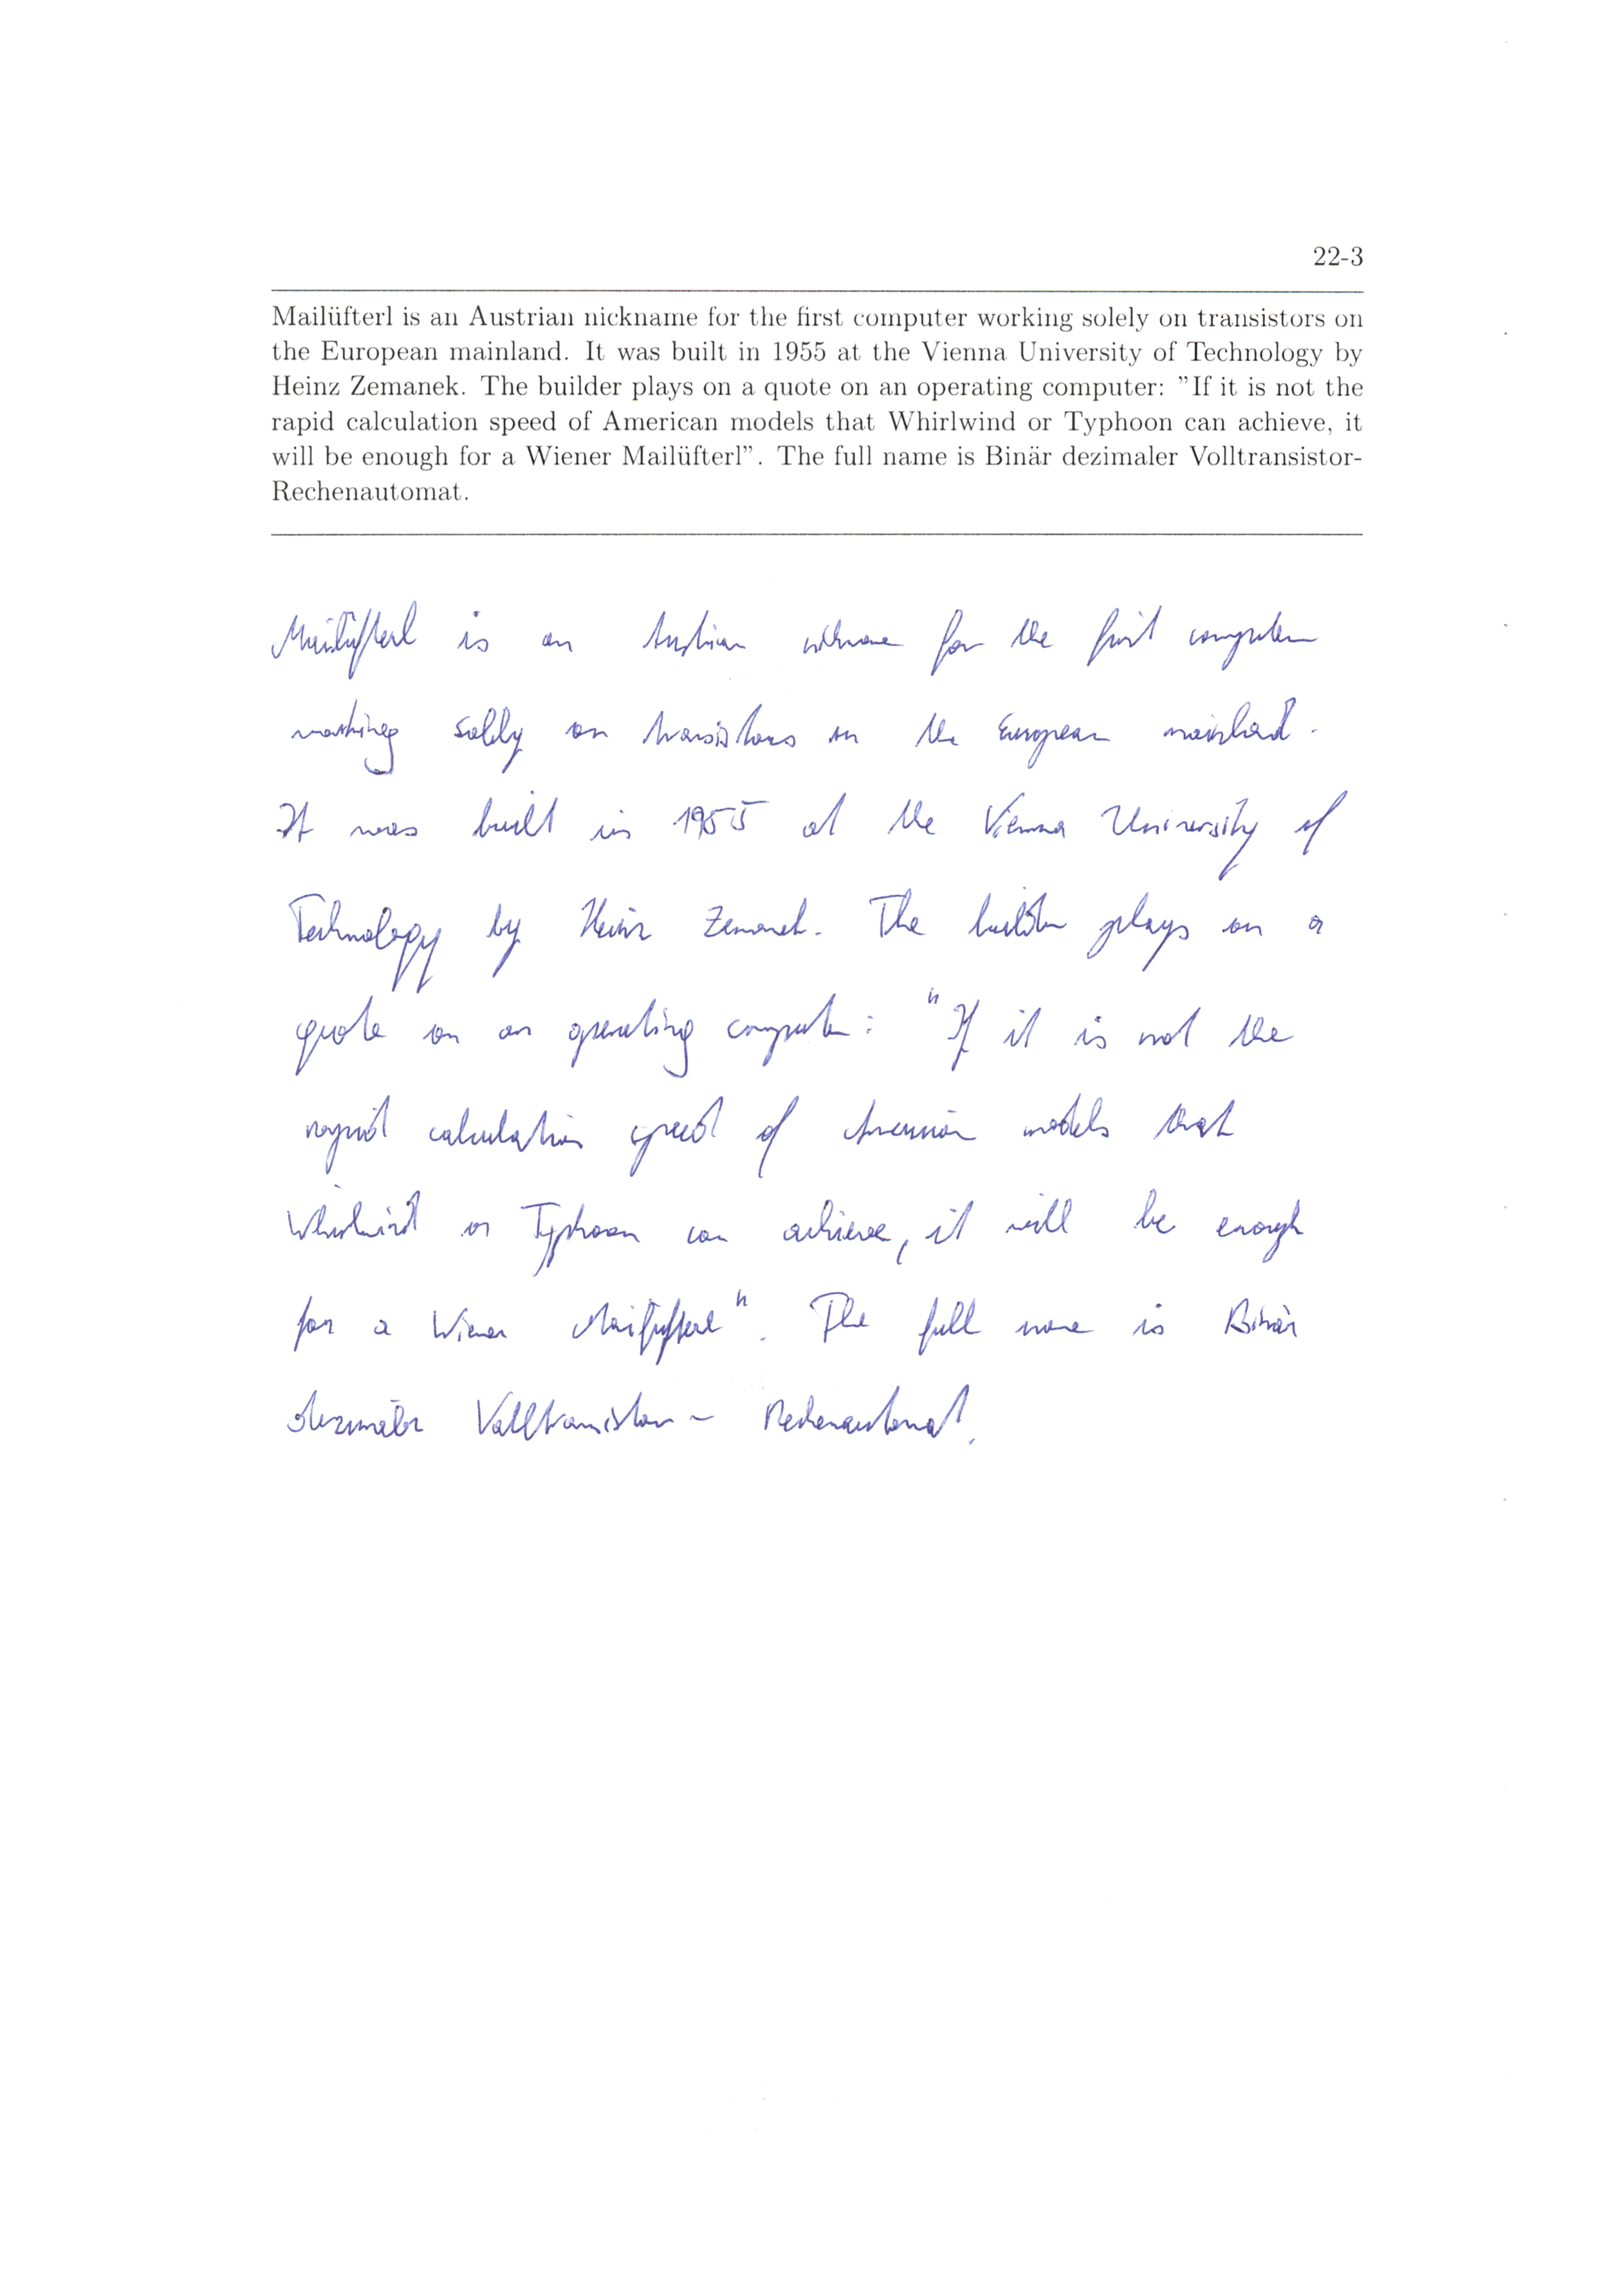 22-3
Mailüfterl is an Austrian nickname for the first computer working solely on transistors on
the European mainland. It was built in 1955 at the Vienna University of Technology by
Heinz Zemanek. The builder plays on a quote on an operating computer: "If it is not the
rapid calculation speed of American models that Whirlwind or Typhoon can achieve, it
will be enough for a Wiener Mailüfterl". The full name is Binär dezimaler Volltransistor-
Rechenautomat.
Mailüfterl is an Austrian nickname for the first computer
working solely on transistors on the European mainland.
It was built in 1955 at the Vienna University of
Technology by Heinz Zemanek. The builder plays on a
quote on an operating computer: "If it is not the
rapid calculation speed of American models that
Whirlwind or Typhoon can achieve, it will be enough
for a Wiener Mailüfterl". The full name is Binär
dezimaler Volltransistor-Rechenautomat.